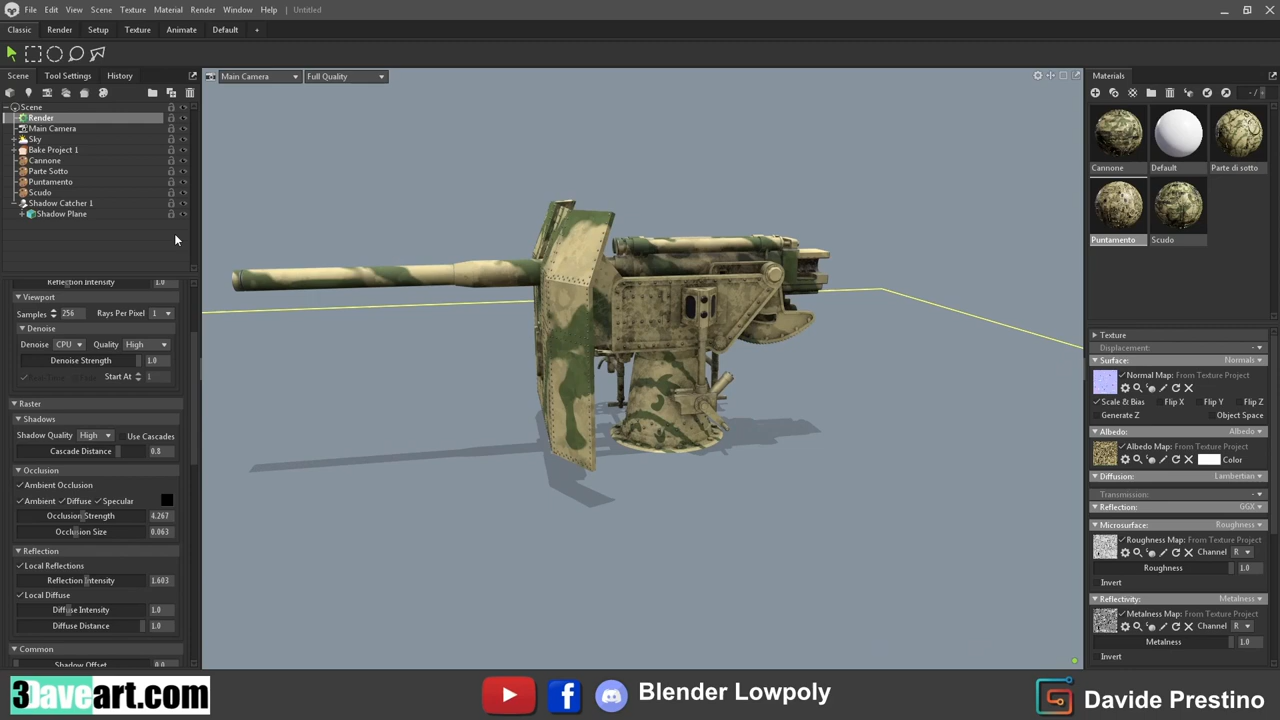 File Edit View Scene Texture Material Render Window Help Untitled
Classic Render Setup Texture Animate Default +
Scene Tool Settings History
Main Camera Full Quality
Materials
Scene
Render
Main Camera
Sky
Bake Project 1
Cannone
Parte Sotto
Puntamento
Scudo
Shadow Catcher 1
Shadow Plane
Reflection Intensity 1.0
Viewport
Samples 256 Rays Per Pixel 1
Denoise
Denoise CPU Quality High
Denoise Strength 1.0
Start At 1
Raster
Shadows
Shadow Quality High Use Cascades
Cascade Distance 0.8
Occlusion
Ambient Occlusion
Ambient Diffuse Specular
Occlusion Strength 4.267
Occlusion Size 0.063
Reflection
Local Reflections
Reflection Intensity 1.603
Local Diffuse
Diffuse Intensity 1.0
Diffuse Distance 1.0
Common
Shadow Offset 0.0
Cannone Default Parte di sotto
Puntamento Scudo
Texture
Displacement:
Surface: Normals
Normal Map: From Texture Project
Scale & Bias Flip X Flip Y Flip Z
Generate Z Object Space
Albedo: Albedo
Albedo Map: From Texture Project
Color
Diffusion: Lambertian
Transmission:
Reflection: GGX
Microsurface: Roughness
Roughness Map: From Texture Project
Channel R
Roughness 1.0
Invert
Reflectivity: Metalness
Metalness Map: From Texture Project
Channel R
Metalness 1.0
Invert
3Daveart.com
Blender Lowpoly
Davide Prestino